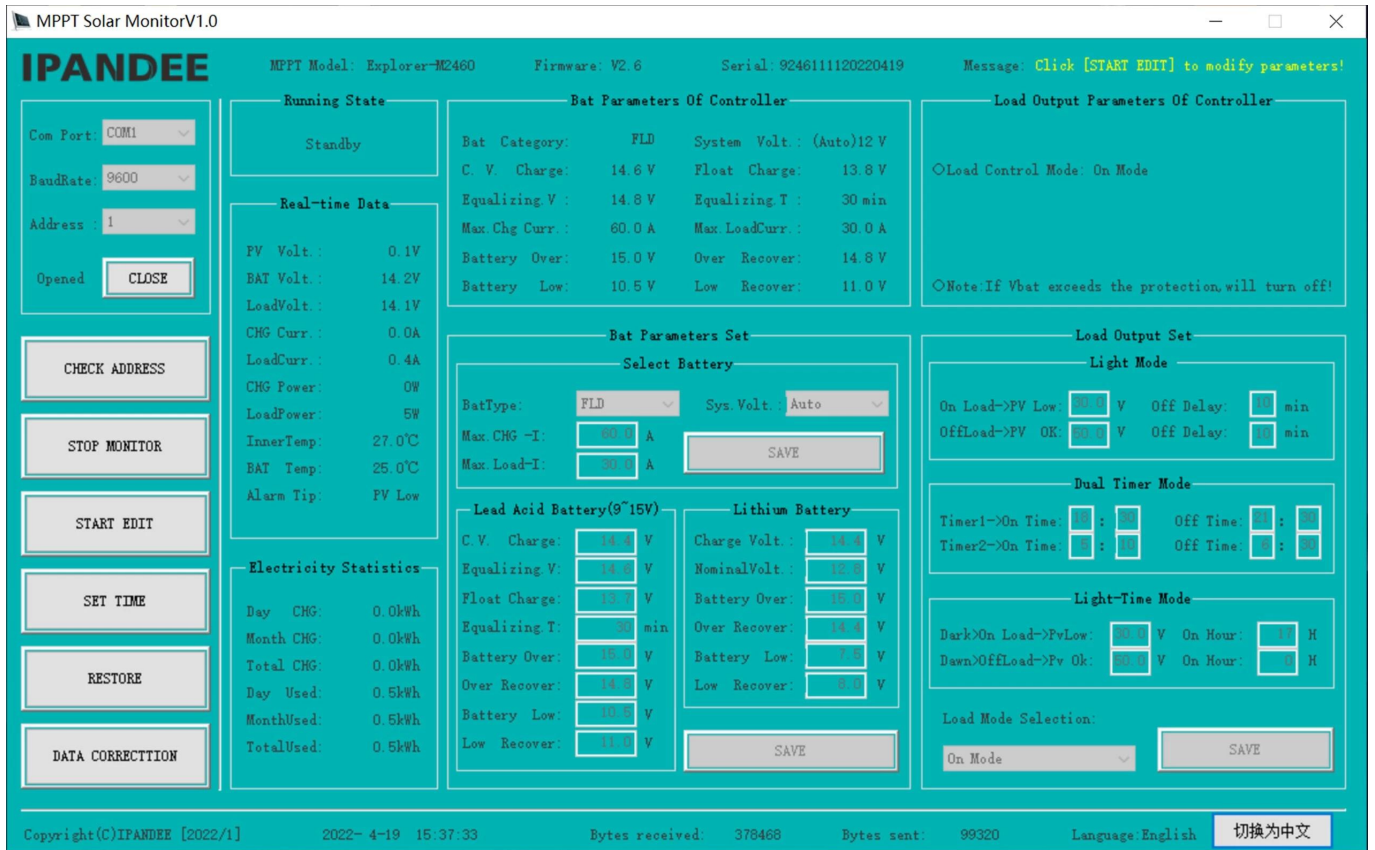 MPPT Solar MonitorV1.0
IPANDEE
MPPT Model: Explorer-M2460
Firmware: V2.6
Serial: 9246111120220419
Message: Click [START EDIT] to modify parameters!
Com Port: COM1
BaudRate: 9600
Address : 1
Opened CLOSE
CHECK ADDRESS
STOP MONITOR
START EDIT
SET TIME
RESTORE
DATA CORRECTTION
Running State
Standby
Real-time Data
PV Volt.: 0.1V
BAT Volt.: 14.2V
LoadVolt.: 14.1V
CHG Curr.: 0.0A
LoadCurr.: 0.4A
CHG Power: 0W
LoadPower: 5W
InnerTemp: 27.0℃
BAT Temp: 25.0℃
Alarm Tip: PV Low
Electricity Statistics
Day CHG: 0.0kWh
Month CHG: 0.0kWh
Total CHG: 0.0kWh
Day Used: 0.5kWh
MonthUsed: 0.5kWh
TotalUsed: 0.5kWh
Bat Parameters Of Controller
Bat Category: FLD System Volt.: (Auto)12 V
C. V. Charge: 14.6 V Float Charge: 13.8 V
Equalizing.V : 14.8 V Equalizing.T : 30 min
Max.Chg Curr.: 60.0 A Max.LoadCurr.: 30.0 A
Battery Over: 15.0 V Over Recover: 14.8 V
Battery Low: 10.5 V Low Recover: 11.0 V
Bat Parameters Set
Select Battery
BatType: FLD Sys.Volt.: Auto
Max.CHG -I: 60.0 A
Max.Load-I: 30.0 A
SAVE
Lead Acid Battery(9~15V)
C.V. Charge: 14.4 V
Equalizing.V: 14.6 V
Float Charge: 13.7 V
Equalizing.T: 30 min
Battery Over: 15.0 V
Over Recover: 14.8 V
Battery Low: 10.5 V
Low Recover: 11.0 V
Lithium Battery
Charge Volt.: 14.4 V
NominalVolt.: 12.8 V
Battery Over: 15.0 V
Over Recover: 14.4 V
Battery Low: 7.5 V
Low Recover: 8.0 V
SAVE
Load Output Parameters Of Controller
○Load Control Mode: On Mode
○Note:If Vbat exceeds the protection,will turn off!
Load Output Set
Light Mode
On Load->PV Low: 30.0 V Off Delay: 10 min
OffLoad->PV OK: 50.0 V Off Delay: 10 min
Dual Timer Mode
Timer1->On Time: 18 : 30 Off Time: 21 : 30
Timer2->On Time: 5 : 10 Off Time: 6 : 30
Light-Time Mode
Dark>On Load->PvLow: 30.0 V On Hour: 17 H
Dawn>OffLoad->Pv Ok: 50.0 V On Hour: 0 H
Load Mode Selection:
On Mode
SAVE
Copyright(C)IPANDEE [2022/1]
2022- 4-19 15:37:33
Bytes received: 378468
Bytes sent: 99320
Language:English
切换为中文